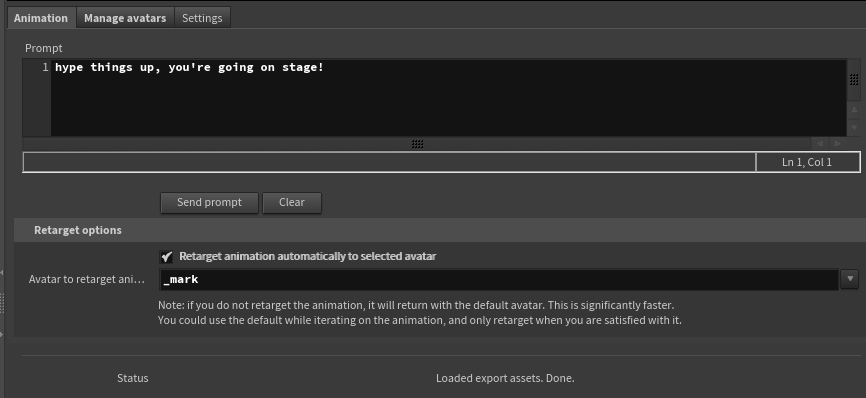 Animation Manage avatars Settings
Prompt
1 hype things up, you're going on stage!
Ln 1, Col 1
Send prompt Clear
Retarget options
Retarget animation automatically to selected avatar
Avatar to retarget ani... _mark
Note: if you do not retarget the animation, it will return with the default avatar. This is significantly faster.
You could use the default while iterating on the animation, and only retarget when you are satisfied with it.
Status Loaded export assets. Done.